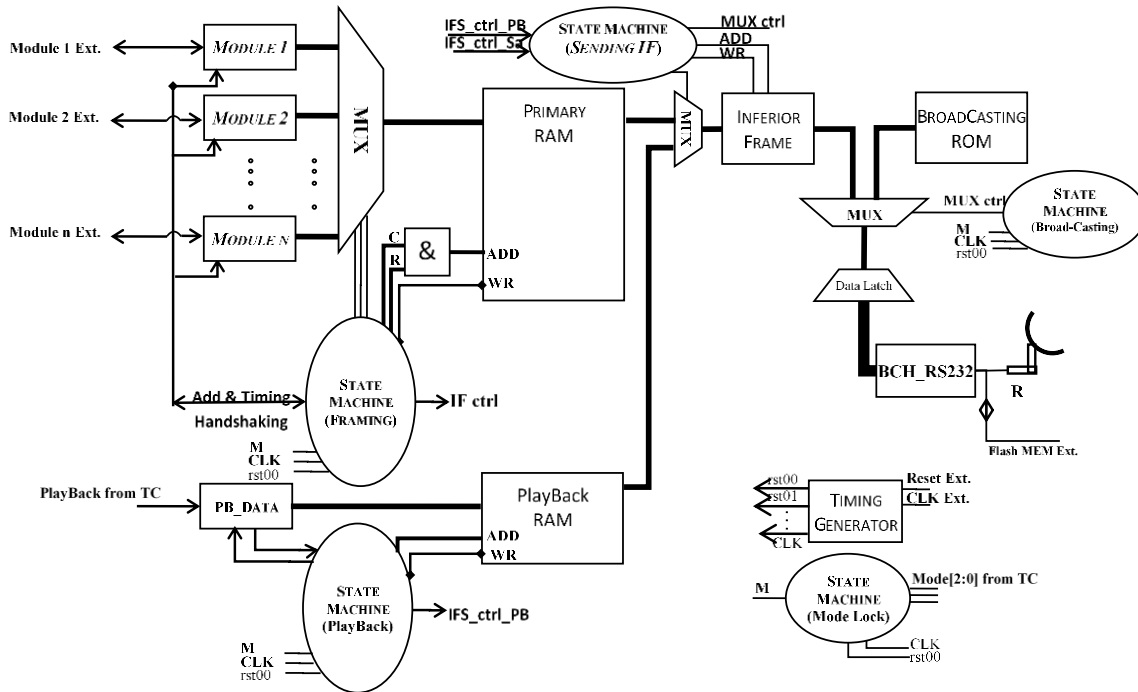 Module 1 Ext.
MODULE 1
Module 2 Ext.
MODULE 2
Module n Ext.
MODULE N
MUX
IFS_ctrl_PB
IFS_ctrl_Sa
STATE MACHINE
(SENDING IF)
MUX ctrl
ADD
WR
PRIMARY
RAM
C
R
&
ADD
WR
MUX
INFERIOR
FRAME
BROADCASTING
ROM
MUX
MUX ctrl
STATE
MACHINE
(Broad-Casting)
M
CLK
rst00
Data Latch
BCH_RS232
R
Flash MEM Ext.
Add & Timing
Handshaking
STATE
MACHINE
(FRAMING)
IF ctrl
M
CLK
rst00
PlayBack from TC
PB_DATA
PlayBack
RAM
ADD
WR
STATE
MACHINE
(PlayBack)
IFS_ctrl_PB
M
CLK
rst00
rst00
rst01
CLK
TIMING
GENERATOR
Reset Ext.
CLK Ext.
M
STATE
MACHINE
(Mode Lock)
Mode[2:0] from TC
CLK
rst00